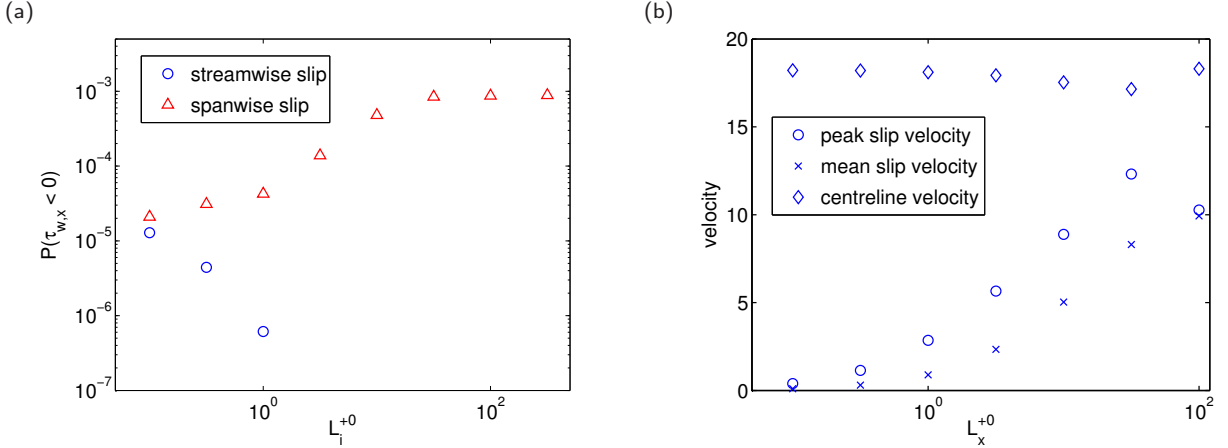 (a)
streamwise slip
spanwise slip
10^-3
10^-4
10^-5
10^-6
10^-7
P(τ_w,x < 0)
10^0
10^2
L_i^+0
(b)
20
15
10
5
0
velocity
peak slip velocity
mean slip velocity
centreline velocity
10^0
10^2
L_x^+0